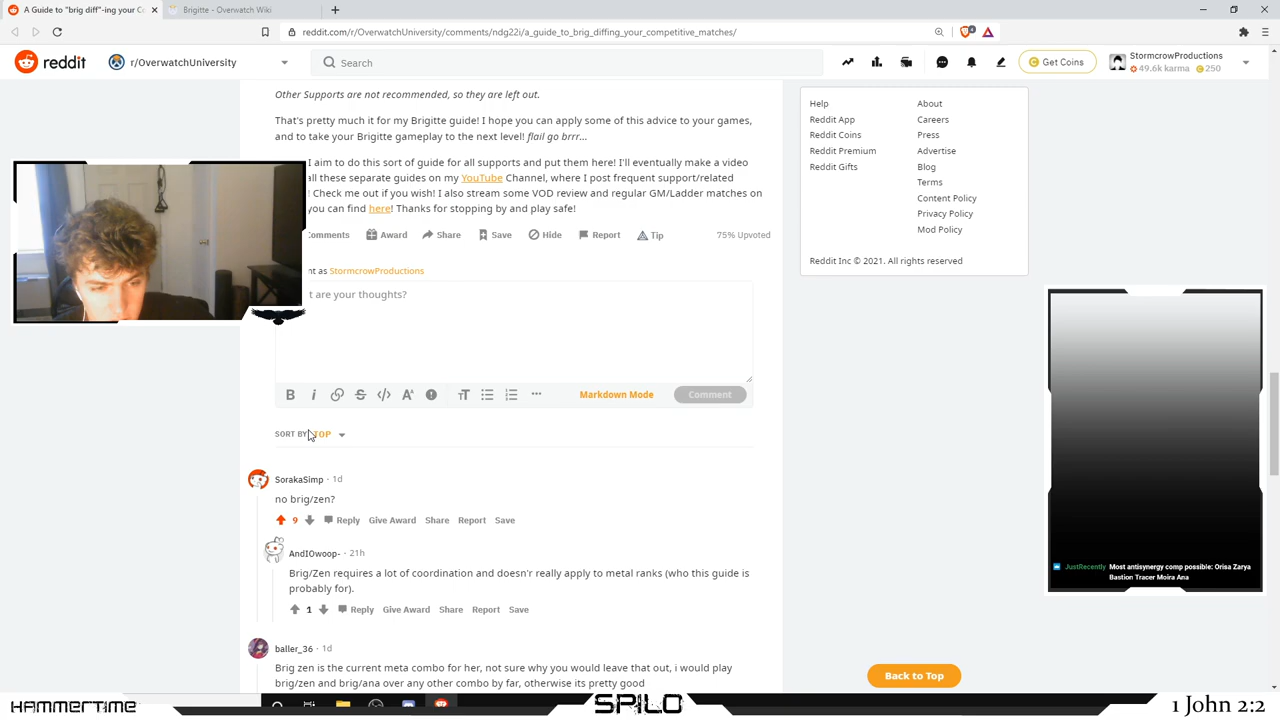 A Guide to "brig diff"-ing your C
Brigitte - Overwatch Wiki
reddit.com/r/OverwatchUniversity/comments/ndg22i/a_guide_to_brig_diffing_your_competitive_matches/
reddit
r/OverwatchUniversity
Search
Get Coins
StormcrowProductions
49.6k karma 250
Other Supports are not recommended, so they are left out.
That's pretty much it for my Brigitte guide! I hope you can apply some of this advice to your games,
and to take your Brigitte gameplay to the next level! flail go brrr...
I aim to do this sort of guide for all supports and put them here! I'll eventually make a video
all these separate guides on my YouTube Channel, where I post frequent support/related
! Check me out if you wish! I also stream some VOD review and regular GM/Ladder matches on
you can find here! Thanks for stopping by and play safe!
omments Award Share Save Hide Report Tip 75% Upvoted
nt as StormcrowProductions
t are your thoughts?
Markdown Mode
Comment
SORT BY TOP
SorakaSimp · 1d
no brig/zen?
9 Reply Give Award Share Report Save
AndIOwoop- · 21h
Brig/Zen requires a lot of coordination and doesn'r really apply to metal ranks (who this guide is
probably for).
1 Reply Give Award Share Report Save
baller_36 · 1d
Brig zen is the current meta combo for her, not sure why you would leave that out, i would play
brig/zen and brig/ana over any other combo by far, otherwise its pretty good
Help About
Reddit App Careers
Reddit Coins Press
Reddit Premium Advertise
Reddit Gifts Blog
Terms
Content Policy
Privacy Policy
Mod Policy
Reddit Inc © 2021. All rights reserved
JustRecently Most antisynergy comp possible: Orisa Zarya
Bastion Tracer Moira Ana
Back to Top
HAMMERTIME
SPILO
1 John 2:2